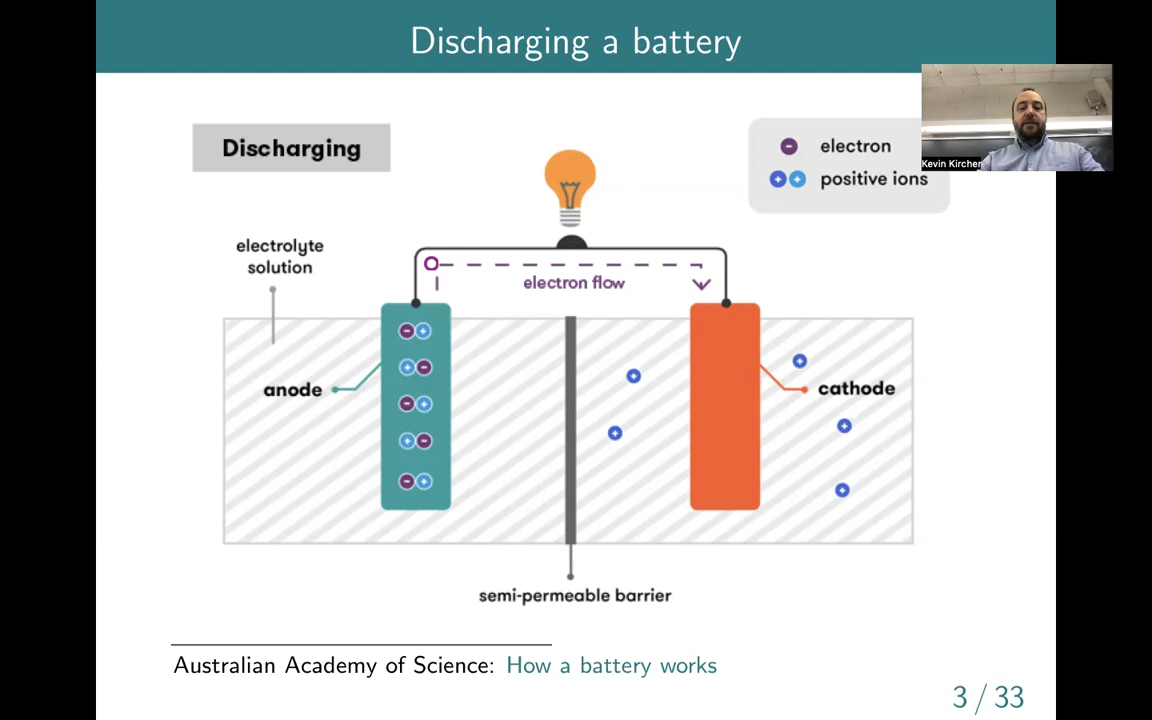 Discharging a battery
Discharging
electron
positive ions
Kevin Kircher
electrolyte
solution
electron flow
anode
cathode
semi-permeable barrier
Australian Academy of Science: How a battery works
3 / 33